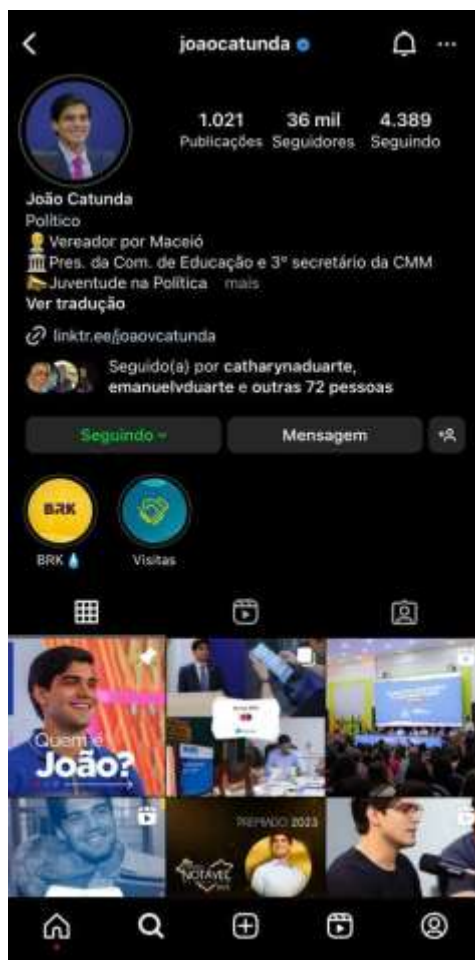 joaocatunda
1.021 36 mil 4.389
Publicações Seguidores Seguindo
João Catunda
Político
Vereador por Maceió
Pres. da Com. de Educação e 3º secretário da CMM
Juventude na Política mais
Ver tradução
linktr.ee/joaovcatunda
Seguido(a) por catharynaduarte,
emanuelvduarte e outras 72 pessoas
Seguindo Mensagem
BRK
BRK Visitas
Quem é
João?
PREMIADO 2023
NOTÁVEL